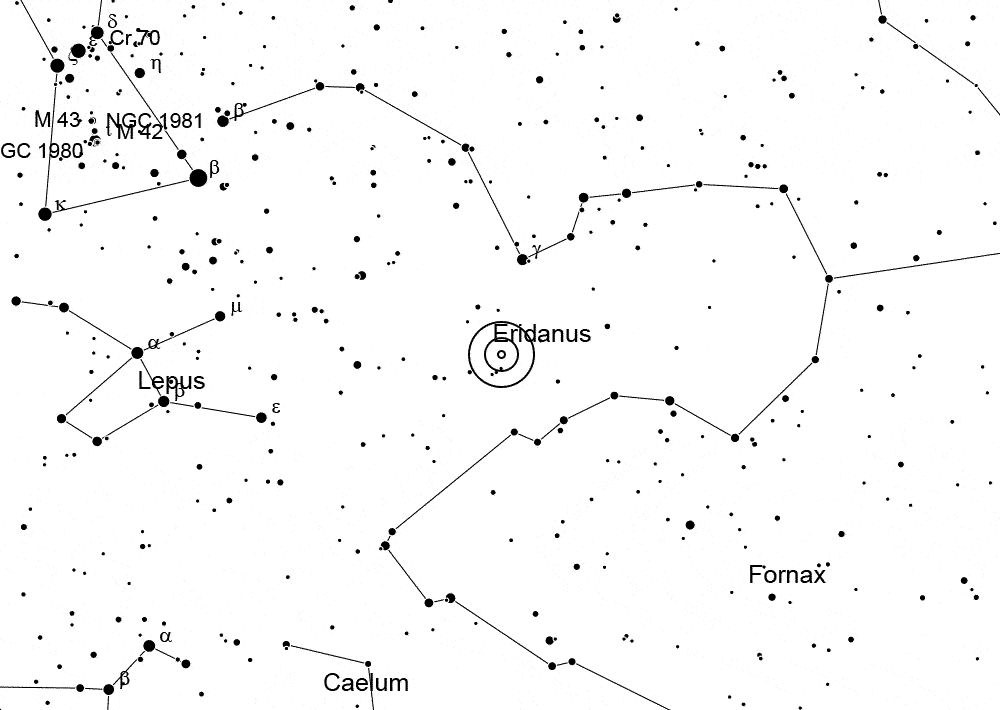 δ
ε Cr 70
ζ
η
M 43 NGC 1981
ι M 42
GC 1980
β
β
κ
γ
μ
α
Eridanus
Lepus
β
ε
Fornax
α
β
Caelum